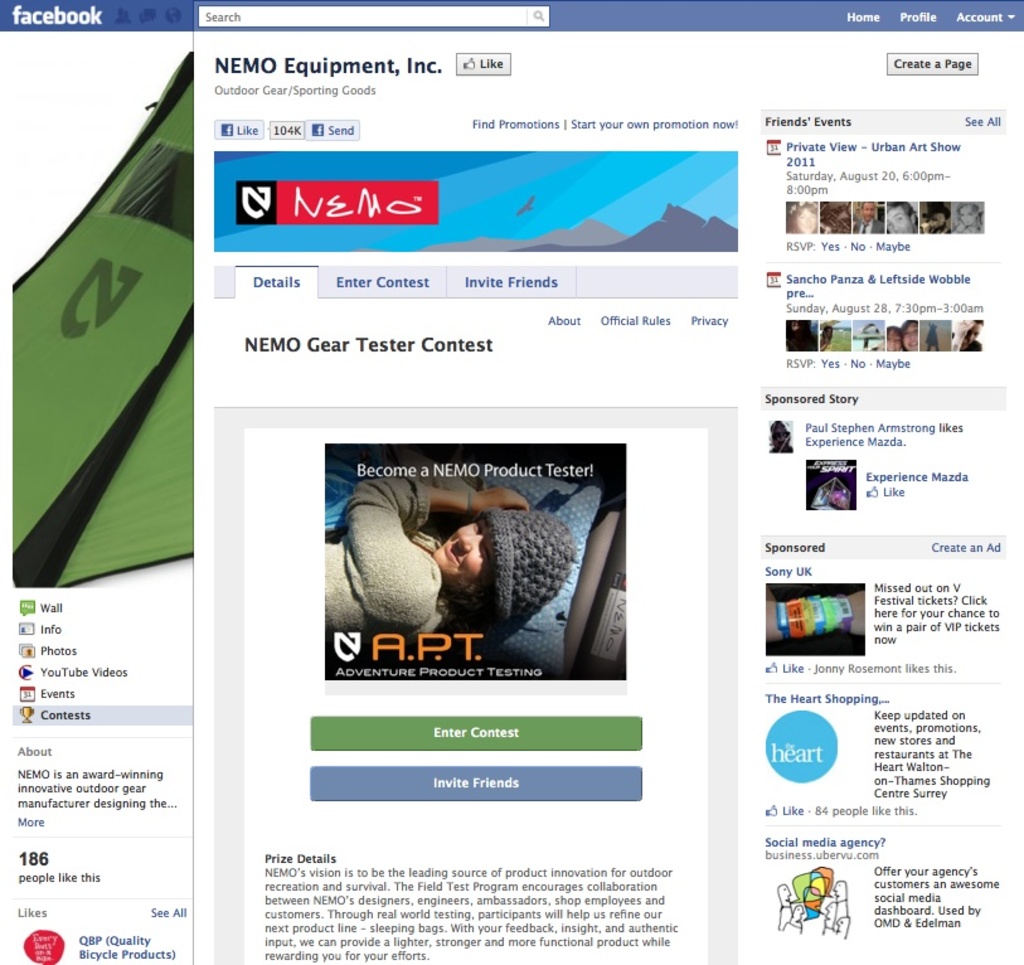 facebook
Search
Home Profile Account
NEMO Equipment, Inc. Like
Create a Page
Outdoor Gear/Sporting Goods
Like 104K Send
Find Promotions | Start your own promotion now!
NEMO™
Details Enter Contest Invite Friends
About Official Rules Privacy
NEMO Gear Tester Contest
Become a NEMO Product Tester!
NEMO
A.P.T.
ADVENTURE PRODUCT TESTING
Enter Contest
Invite Friends
Prize Details
NEMO's vision is to be the leading source of product innovation for outdoor
recreation and survival. The Field Test Program encourages collaboration
between NEMO's designers, engineers, ambassadors, shop employees and
customers. Through real world testing, participants will help us refine our
next product line – sleeping bags. With your feedback, insight, and authentic
input, we can provide a lighter, stronger and more functional product while
rewarding you for your efforts.
Wall
Info
Photos
YouTube Videos
31 Events
Contests
About
NEMO is an award-winning
innovative outdoor gear
manufacturer designing the...
More
186
people like this
Likes See All
Every Butt on a Bike
QBP (Quality
Bicycle Products)
Friends' Events See All
31 Private View – Urban Art Show
2011
Saturday, August 20, 6:00pm–
8:00pm
RSVP: Yes · No · Maybe
31 Sancho Panza & Leftside Wobble
pre...
Sunday, August 28, 7:30pm–3:00am
RSVP: Yes · No · Maybe
Sponsored Story
Paul Stephen Armstrong likes
Experience Mazda.
EXPRESS
YOUR SPIRIT
Experience Mazda
Like
Sponsored Create an Ad
Sony UK
Missed out on V
Festival tickets? Click
here for your chance to
win a pair of VIP tickets
now
Like · Jonny Rosemont likes this.
The Heart Shopping,...
the heart
Keep updated on
events, promotions,
new stores and
restaurants at The
Heart Walton-
on-Thames Shopping
Centre Surrey
Like · 84 people like this.
Social media agency?
business.ubervu.com
Offer your agency's
customers an awesome
social media
dashboard. Used by
OMD & Edelman